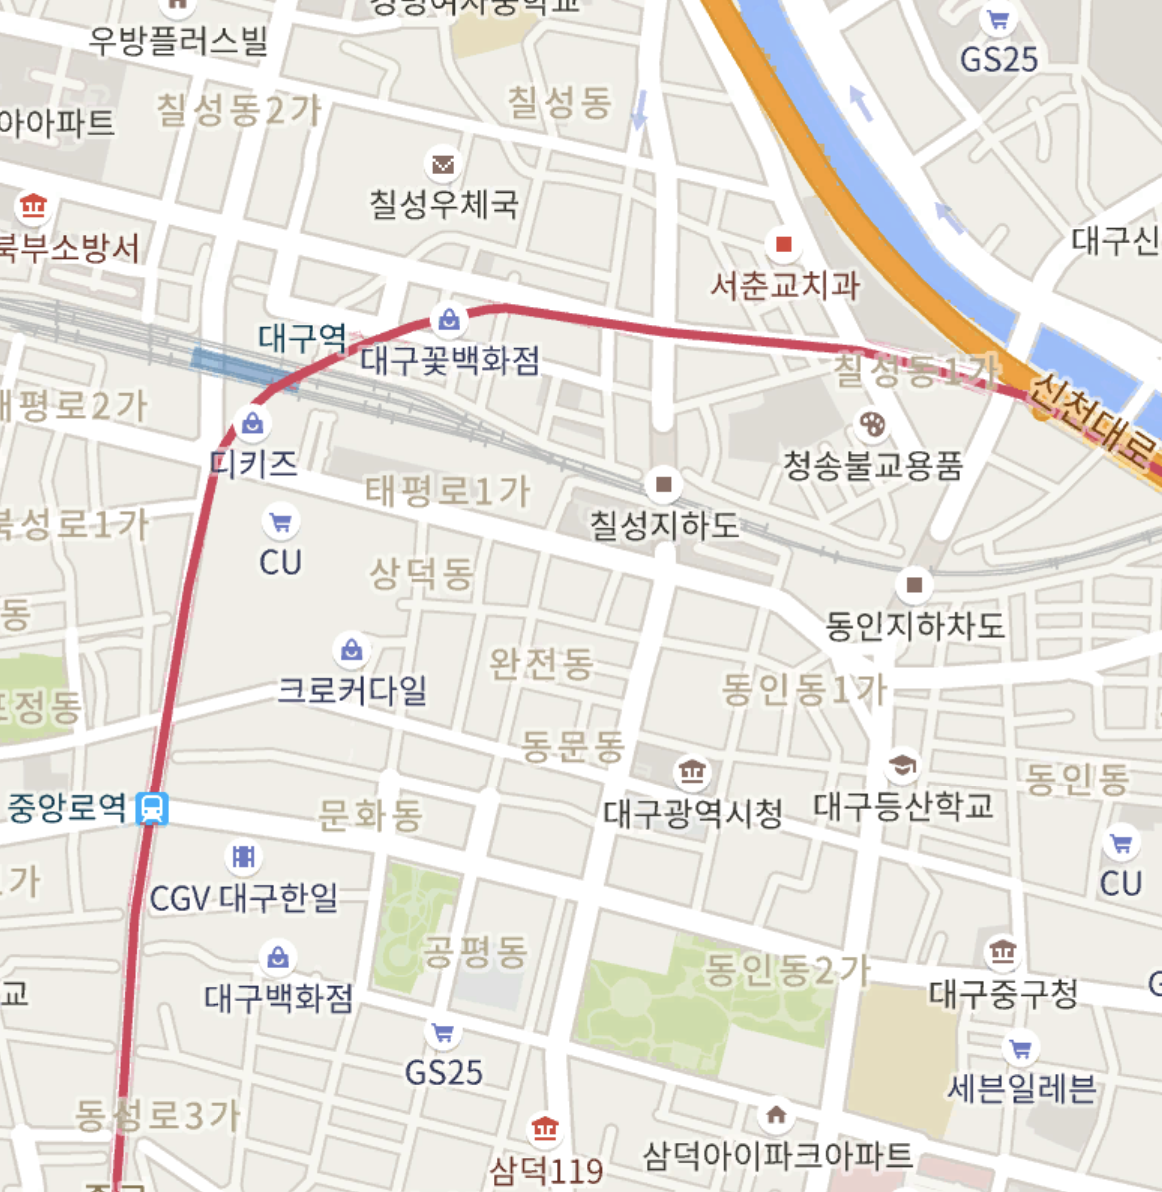 우방플러스빌
GS25
칠성동2가
칠성동
아아파트
칠성우체국
북부소방서
대구신
서춘교치과
대구역
대구꽃백화점
칠성동1가
신천대로
태평로2가
디키즈
청송불교용품
태평로1가
북성로1가
칠성지하도
CU
상덕동
동
동인지하차도
완전동
크로커다일
동인동1가
포정동
동문동
동인동
중앙로역
문화동
대구광역시청
대구등산학교
CU
가
CGV 대구한일
공평동
동인동2가
교
대구백화점
대구중구청
G
GS25
세븐일레븐
동성로3가
삼덕아이파크아파트
삼덕119